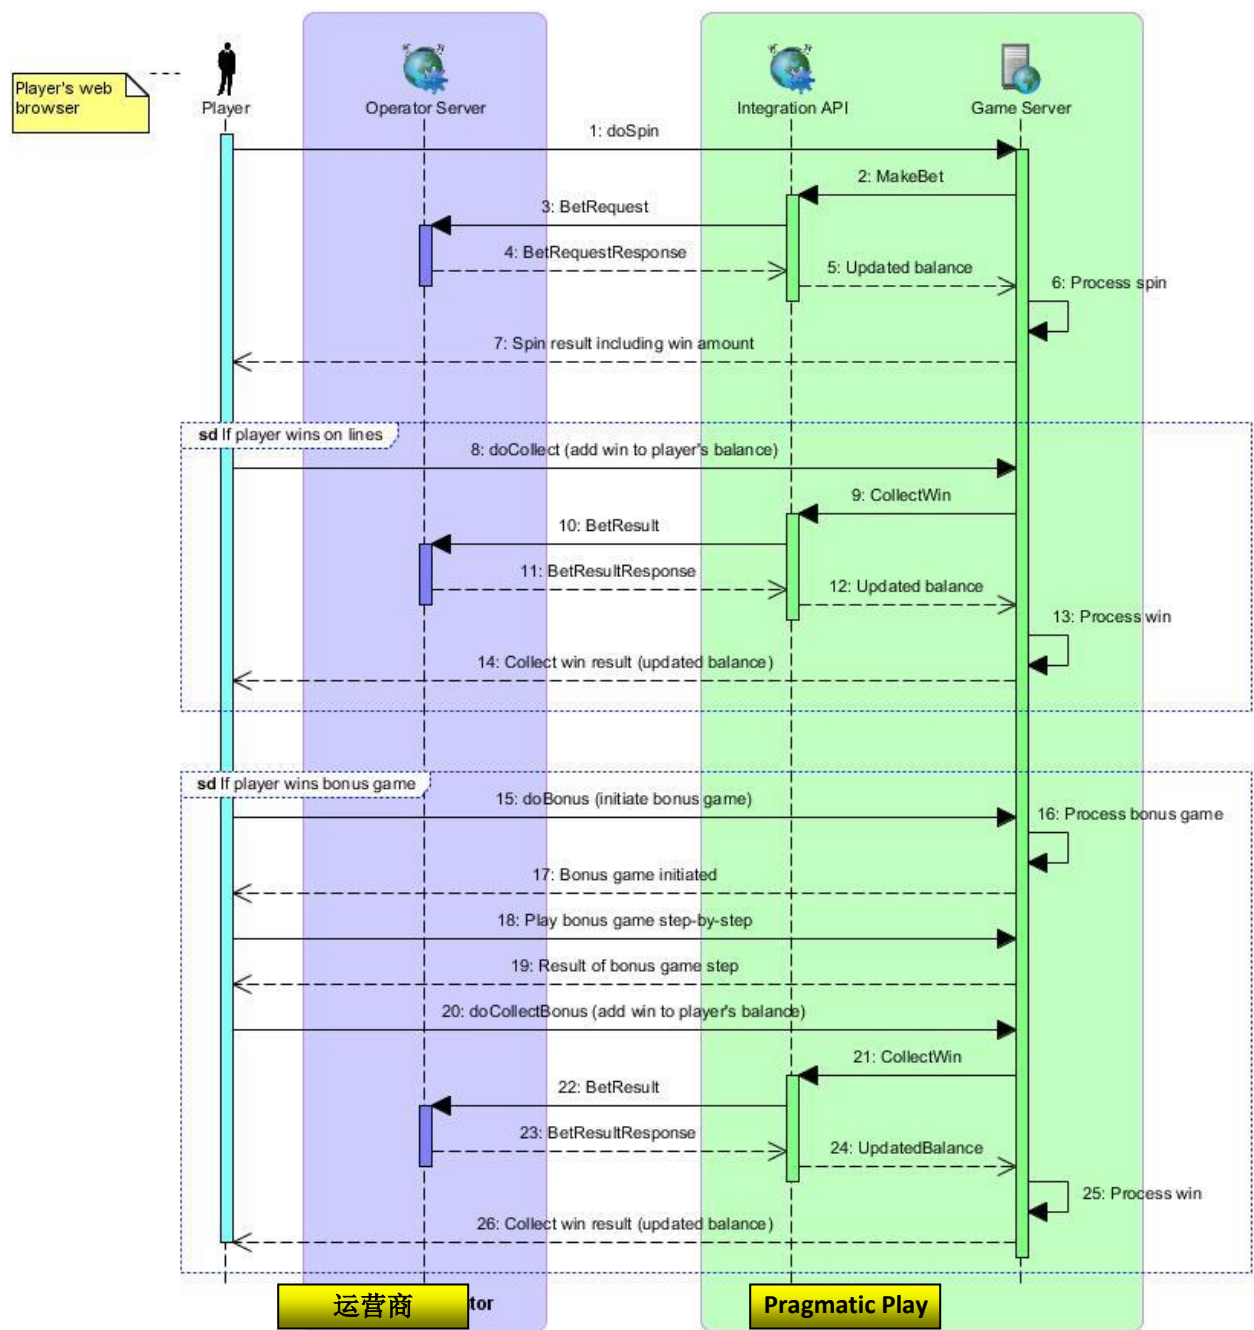 Player's web
browser
Player
Operator Server
Integration API
Game Server
1: doSpin
2: MakeBet
3: BetRequest
4: BetRequestResponse
5: Updated balance
6: Process spin
7: Spin result including win amount
sd If player wins on lines
8: doCollect (add win to player's balance)
9: CollectWin
10: BetResult
11: BetResultResponse
12: Updated balance
13: Process win
14: Collect win result (updated balance)
sd If player wins bonus game
15: doBonus (initiate bonus game)
16: Process bonus game
17: Bonus game initiated
18: Play bonus game step-by-step
19: Result of bonus game step
20: doCollectBonus (add win to player's balance)
21: CollectWin
22: BetResult
23: BetResultResponse
24: UpdatedBalance
25: Process win
26: Collect win result (updated balance)
运营商 tor
Pragmatic Play